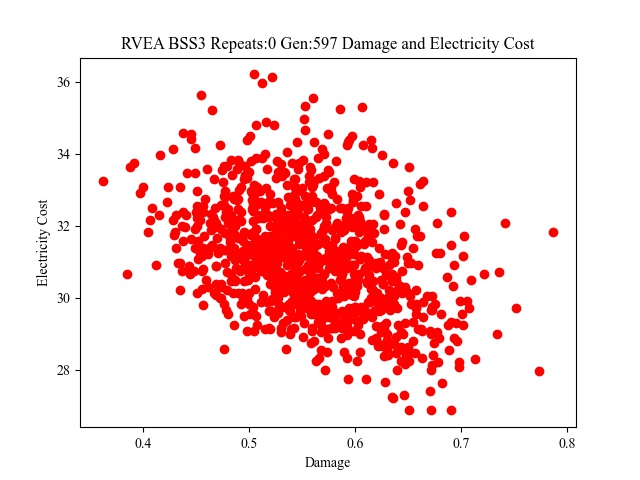 RVEA BSS3 Repeats:0 Gen:597 Damage and Electricity Cost
36
34
32
30
28
Electricity Cost
0.4 0.5 0.6 0.7 0.8
Damage